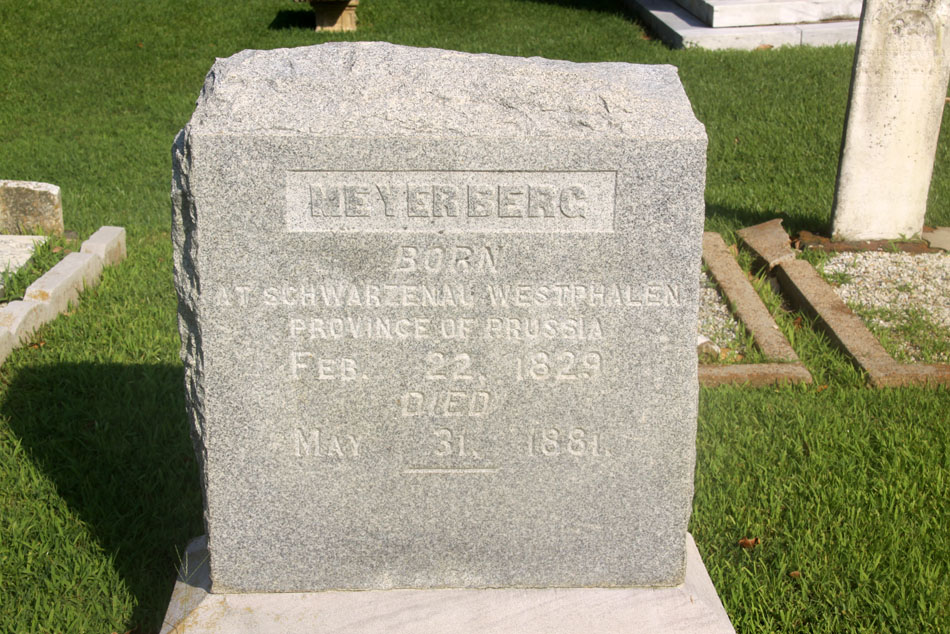 MEYERBERG
BORN
AT SCHWARZENAU WESTPHALEN
PROVINCE OF PRUSSIA
FEB. 22, 1829
DIED
MAY 31, 1881.